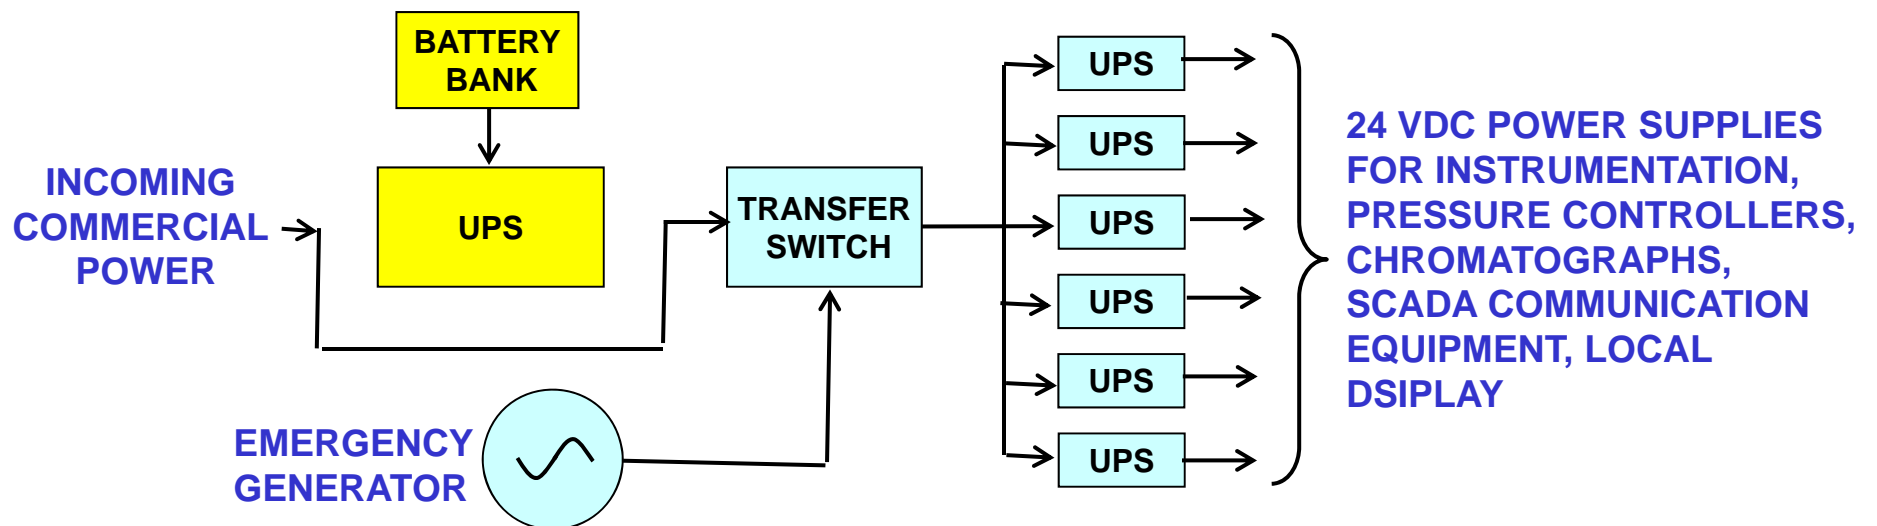 BATTERY
BANK
INCOMING
COMMERCIAL
POWER
UPS
TRANSFER
SWITCH
EMERGENCY
GENERATOR
UPS
UPS
UPS
UPS
UPS
UPS
24 VDC POWER SUPPLIES
FOR INSTRUMENTATION,
PRESSURE CONTROLLERS,
CHROMATOGRAPHS,
SCADA COMMUNICATION
EQUIPMENT, LOCAL
DSIPLAY